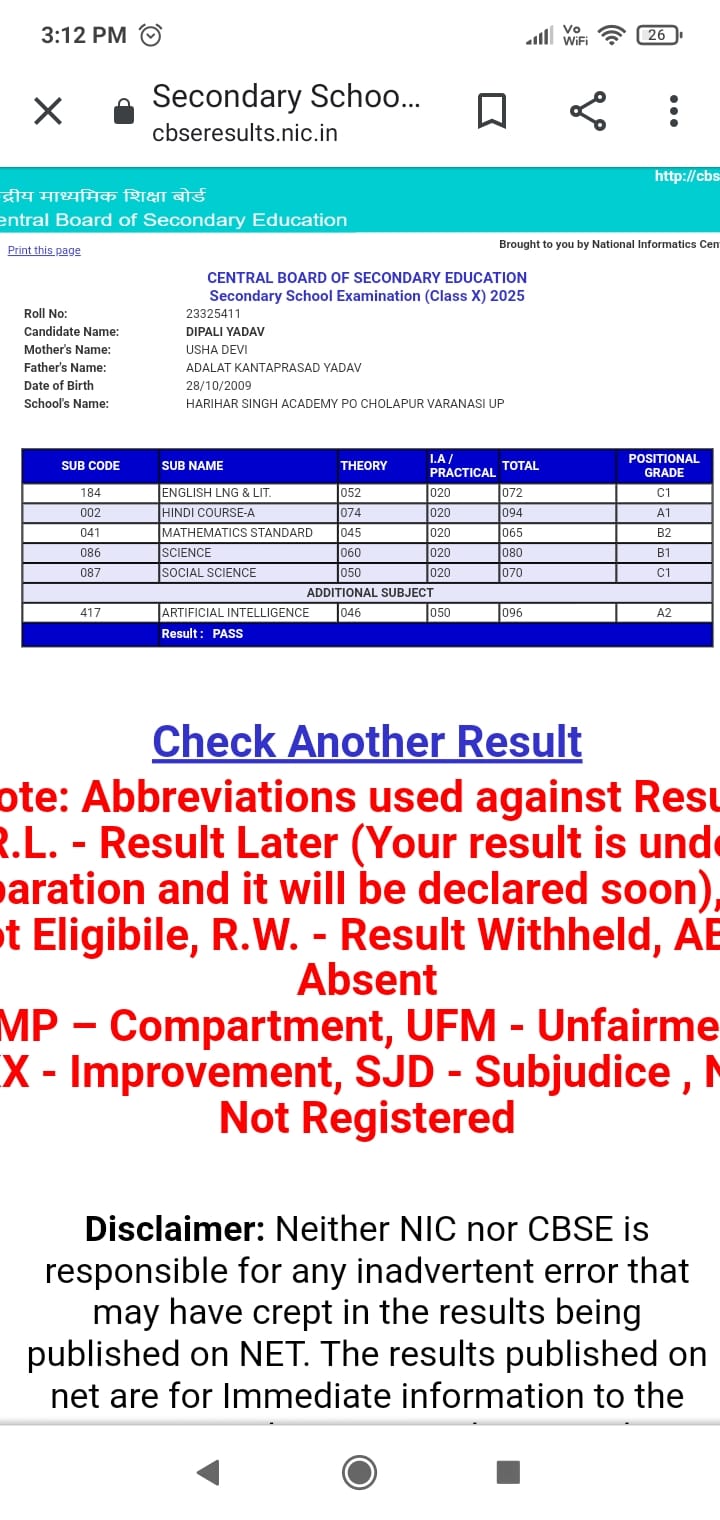 3:12 PM
Vo
WiFi
26
Secondary Schoo...
cbseresults.nic.in
http://cbs
द्रीय माध्यमिक शिक्षा बोर्ड
entral Board of Secondary Education
Print this page
Brought to you by National Informatics Cen
CENTRAL BOARD OF SECONDARY EDUCATION
Secondary School Examination (Class X) 2025
Roll No: 23325411
Candidate Name: DIPALI YADAV
Mother's Name: USHA DEVI
Father's Name: ADALAT KANTAPRASAD YADAV
Date of Birth 28/10/2009
School's Name: HARIHAR SINGH ACADEMY PO CHOLAPUR VARANASI UP
SUB CODE SUB NAME THEORY I.A / PRACTICAL TOTAL POSITIONAL GRADE
184 ENGLISH LNG & LIT. 052 020 072 C1
002 HINDI COURSE-A 074 020 094 A1
041 MATHEMATICS STANDARD 045 020 065 B2
086 SCIENCE 060 020 080 B1
087 SOCIAL SCIENCE 050 020 070 C1
ADDITIONAL SUBJECT
417 ARTIFICIAL INTELLIGENCE 046 050 096 A2
Result : PASS
Check Another Result
ote: Abbreviations used against Resu
R.L. - Result Later (Your result is unde
paration and it will be declared soon),
ot Eligibile, R.W. - Result Withheld, AB
Absent
MP – Compartment, UFM - Unfairme
X - Improvement, SJD - Subjudice , N
Not Registered
Disclaimer: Neither NIC nor CBSE is
responsible for any inadvertent error that
may have crept in the results being
published on NET. The results published on
net are for Immediate information to the